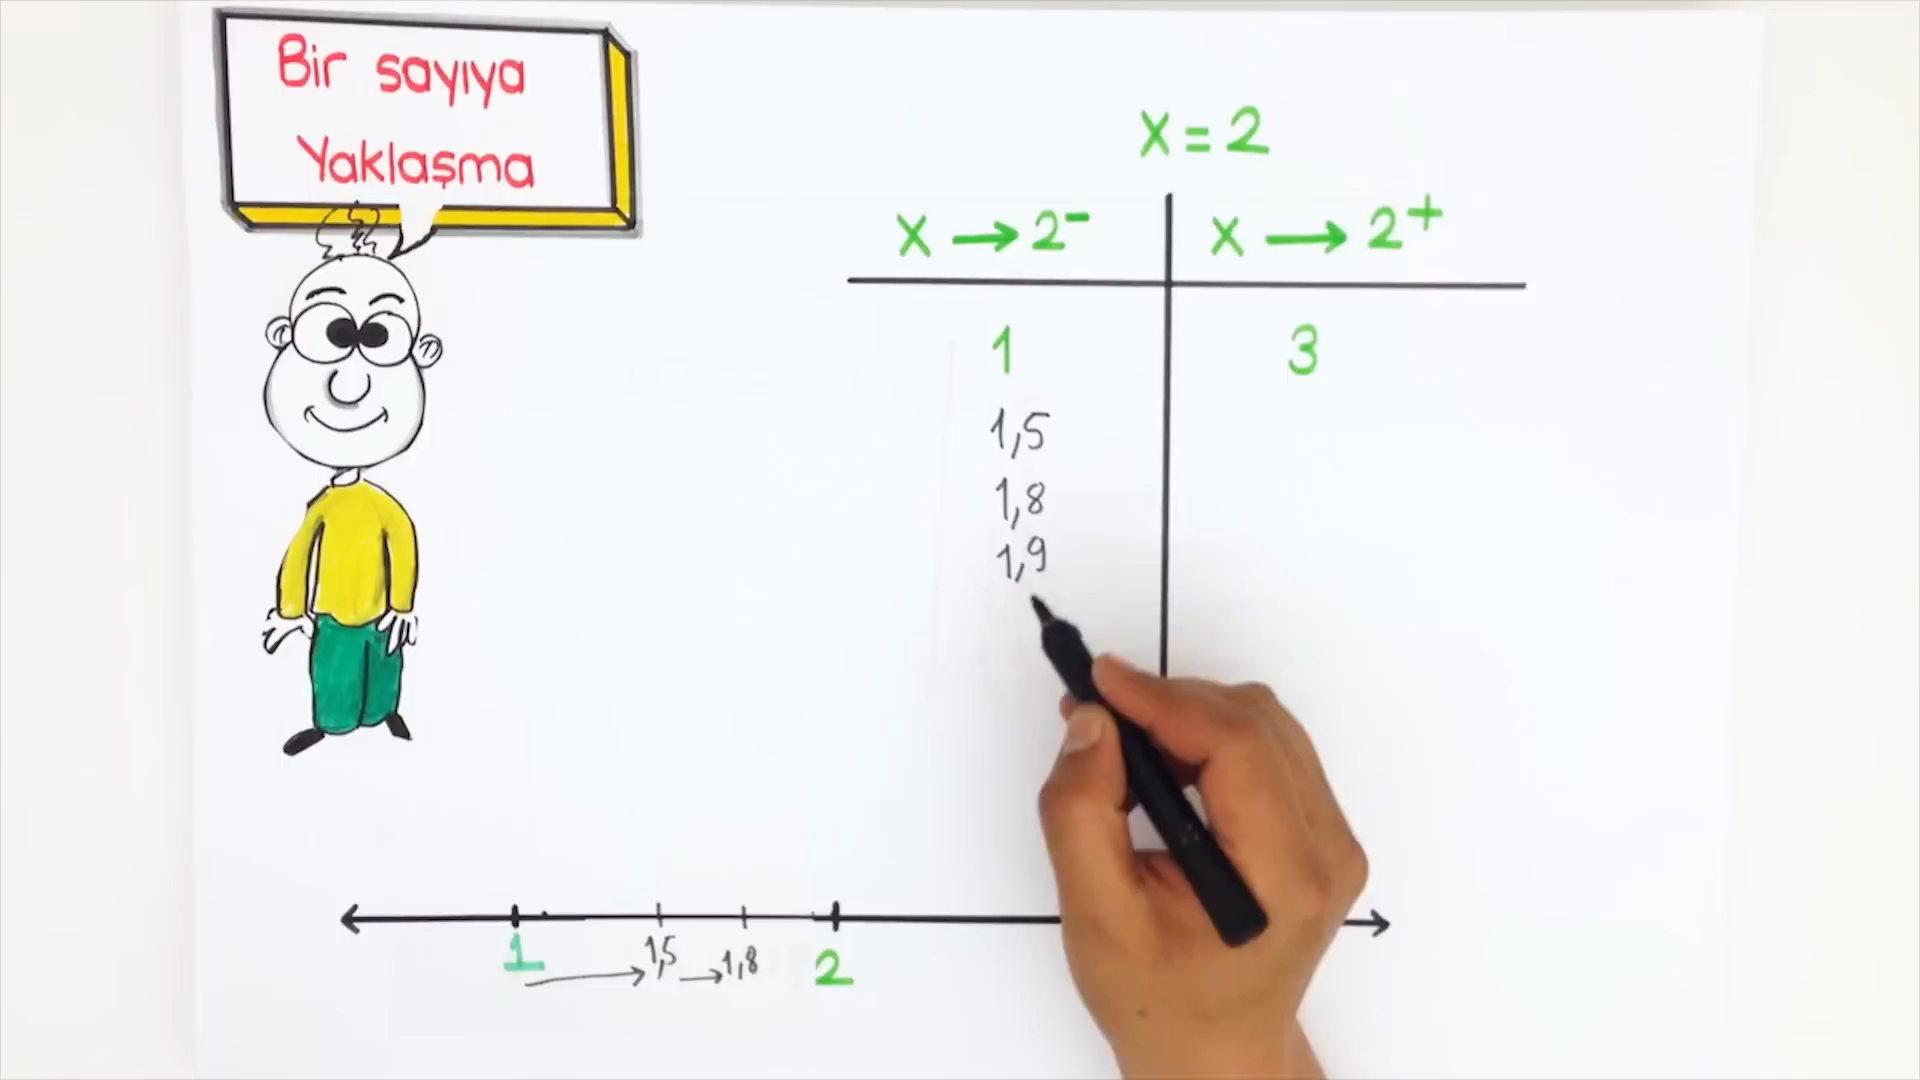 Bir sayıya
Yaklaşma
x = 2
x → 2⁻
x → 2⁺
1
3
1,5
1,8
1,9
1 → 1,5 → 1,8
2